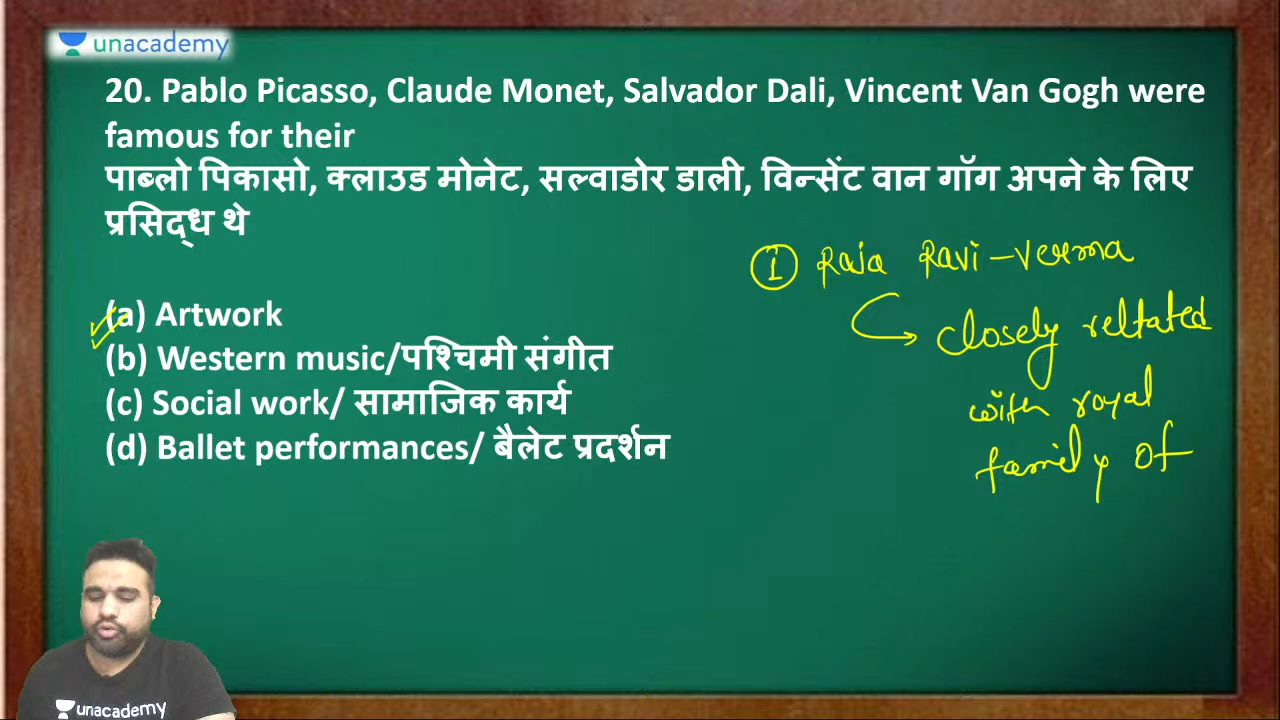 unacademy
20. Pablo Picasso, Claude Monet, Salvador Dali, Vincent Van Gogh were
famous for their
पाब्लो पिकासो, क्लाउड मोनेट, सल्वाडोर डाली, विन्सेंट वान गॉग अपने के लिए
प्रसिद्ध थे
(a) Artwork
(b) Western music/पश्चिमी संगीत
(c) Social work/ सामाजिक कार्य
(d) Ballet performances/ बैलेट प्रदर्शन
1 Raja Ravi-Verma
closely reltated
with royal
family of
unacademy